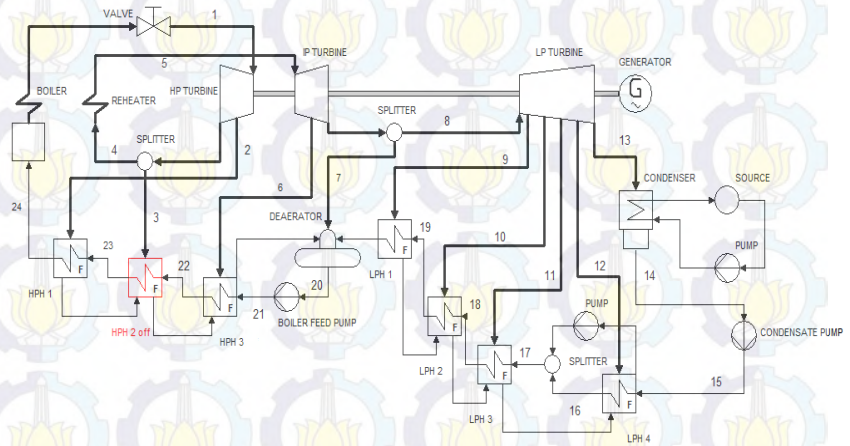 VALVE
1
5
IP TURBINE
LP TURBINE
GENERATOR
G
BOILER
REHEATER
HP TURBINE
SPLITTER
SPLITTER
8
4
2
13
CONDENSER
SOURCE
24
3
6
7
9
DEAERATOR
PUMP
23
22
F
HPH 1
F
HPH 2 off
F
HPH 3
21
20
BOILER FEED PUMP
19
F
LPH 1
10
11
12
14
18
F
LPH 2
PUMP
CONDENSATE PUMP
17
SPLITTER
F
LPH 3
16
15
F
LPH 4